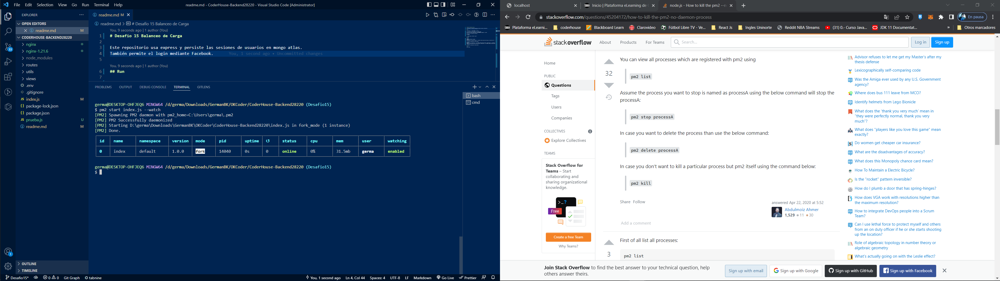 File Edit Selection View Go Run Terminal Help
readme.md - CoderHouse-Backend28220 - Visual Studio Code [Administrator]
EXPLORER
OPEN EDITORS
readme.md M
CODERHOUSE-BACKEND28220
nginx
nginx-1.21.6
node_modules
routes
utils
views
.env
.gitignore
index.js M
package-lock.json
package.json
prueba.js U
readme.md M
OUTLINE
TIMELINE
33
1
readme.md M
readme.md > # Desafio 15 Balanceo de Carga
You, 9 seconds ago | 1 author (You)
1 # Desafio 15 Balanceo de Carga
2
3 Este repositorio usa express y persiste las sesiones de usuarios en mongo atlas.
4 También permite el login mediante Facebook. You, 1 second ago • Uncommitted changes
5
You, 9 seconds ago | 1 author (You)
6 ## Run
7
PROBLEMS OUTPUT DEBUG CONSOLE TERMINAL GITLENS
bash
cmd
germa@DESKTOP-OHFJEQ6 MINGW64 /d/germa/Downloads/GermanBK/OKCoder/CoderHouse-Backend28220 (Desafio15)
$ pm2 start index.js --watch
[PM2] Spawning PM2 daemon with pm2_home=C:\Users\germa\.pm2
[PM2] PM2 Successfully daemonized
[PM2] Starting D:\germa\Downloads\GermanBK\OKCoder\CoderHouse-Backend28220\index.js in fork_mode (1 instance)
[PM2] Done.
id name namespace version mode pid uptime ↺ status cpu mem user watching
0 index default 1.0.0 fork 14040 0s 0 online 0% 31.5mb germa enabled
germa@DESKTOP-OHFJEQ6 MINGW64 /d/germa/Downloads/GermanBK/OKCoder/CoderHouse-Backend28220 (Desafio15)
$
Desafio15* 0 0 Git Graph tabnine You, 1 second ago Ln 4, Col 44 Spaces: 4 UTF-8 LF Markdown Go Live Prettier
localhost
Inicio | Plataforma eLearning de
node.js - How to kill the pm2 --n
stackoverflow.com/questions/45204172/how-to-kill-the-pm2-no-daemon-process
En pausa
Plataforma eLearni... coderhouse Blackboard Learn Clarovideo Fútbol Libre TV - Ve... React Js Ingles Uninorte Reddit NBA Streams (31) 0.- Curso Java... JDK 11 Documentat... » Otros marcadores
stackoverflow About Products For Teams Search... Log in Sign up
Home
PUBLIC
Questions
Tags
Users
Companies
COLLECTIVES
Explore Collectives
TEAMS
Stack Overflow for
Teams – Start
collaborating and
sharing organizational
knowledge.
>_?
Free
Create a free Team
Why Teams?
You can view all processes which are registered with pm2 using
32
pm2 list
Assume the process you want to stop is named as processA using the below command will stop the
processA:
pm2 stop processA
In case you want to delete the process than use the below command:
pm2 delete processA
In case you don't want to kill a particular process but pm2 itself using the command below:
pm2 kill
Share Follow
answered Apr 22, 2020 at 5:52
Abdulmoiz Ahmer
1,529 11 30
Add a comment
First of all list all processes:
3
pm2 list
Advisor refuses to let me get my Master's after my
thesis defense
Lexicographically self-comparing code
Was the Amiga ever used by any U.S. Government
agency?
Where does bus 111 leave from MCO?
Identify helmets from Lego Bionicle
What does the 'thank you very much' mean in
"they were perfectly normal, thank you very
much"?
What does "players like you love this game" mean
exactly?
Do women get cheaper car insurance?
What are the disadvantages of accuracy?
What does this Monopoly chance card mean?
How To Maintain a Electric Bicycle?
Is the "rocket" pattern inversible?
How do I plumb a door that has spring-hinges?
How does VGA work with resolutions higher than
the maximum resolution?
How to integrate DevOps people into a Scrum
Team?
Can I use lethal force to protect myself and others
from an on duty officer if he or she starts shooting
up the location?
Role of algebraic topology in number theory or
algebraic geometry
What's actually going on with the Leslie effect?
Join Stack Overflow to find the best answer to your technical question, help
others answer theirs.
Sign up with email
Sign up with Google
Sign up with GitHub
Sign up with Facebook